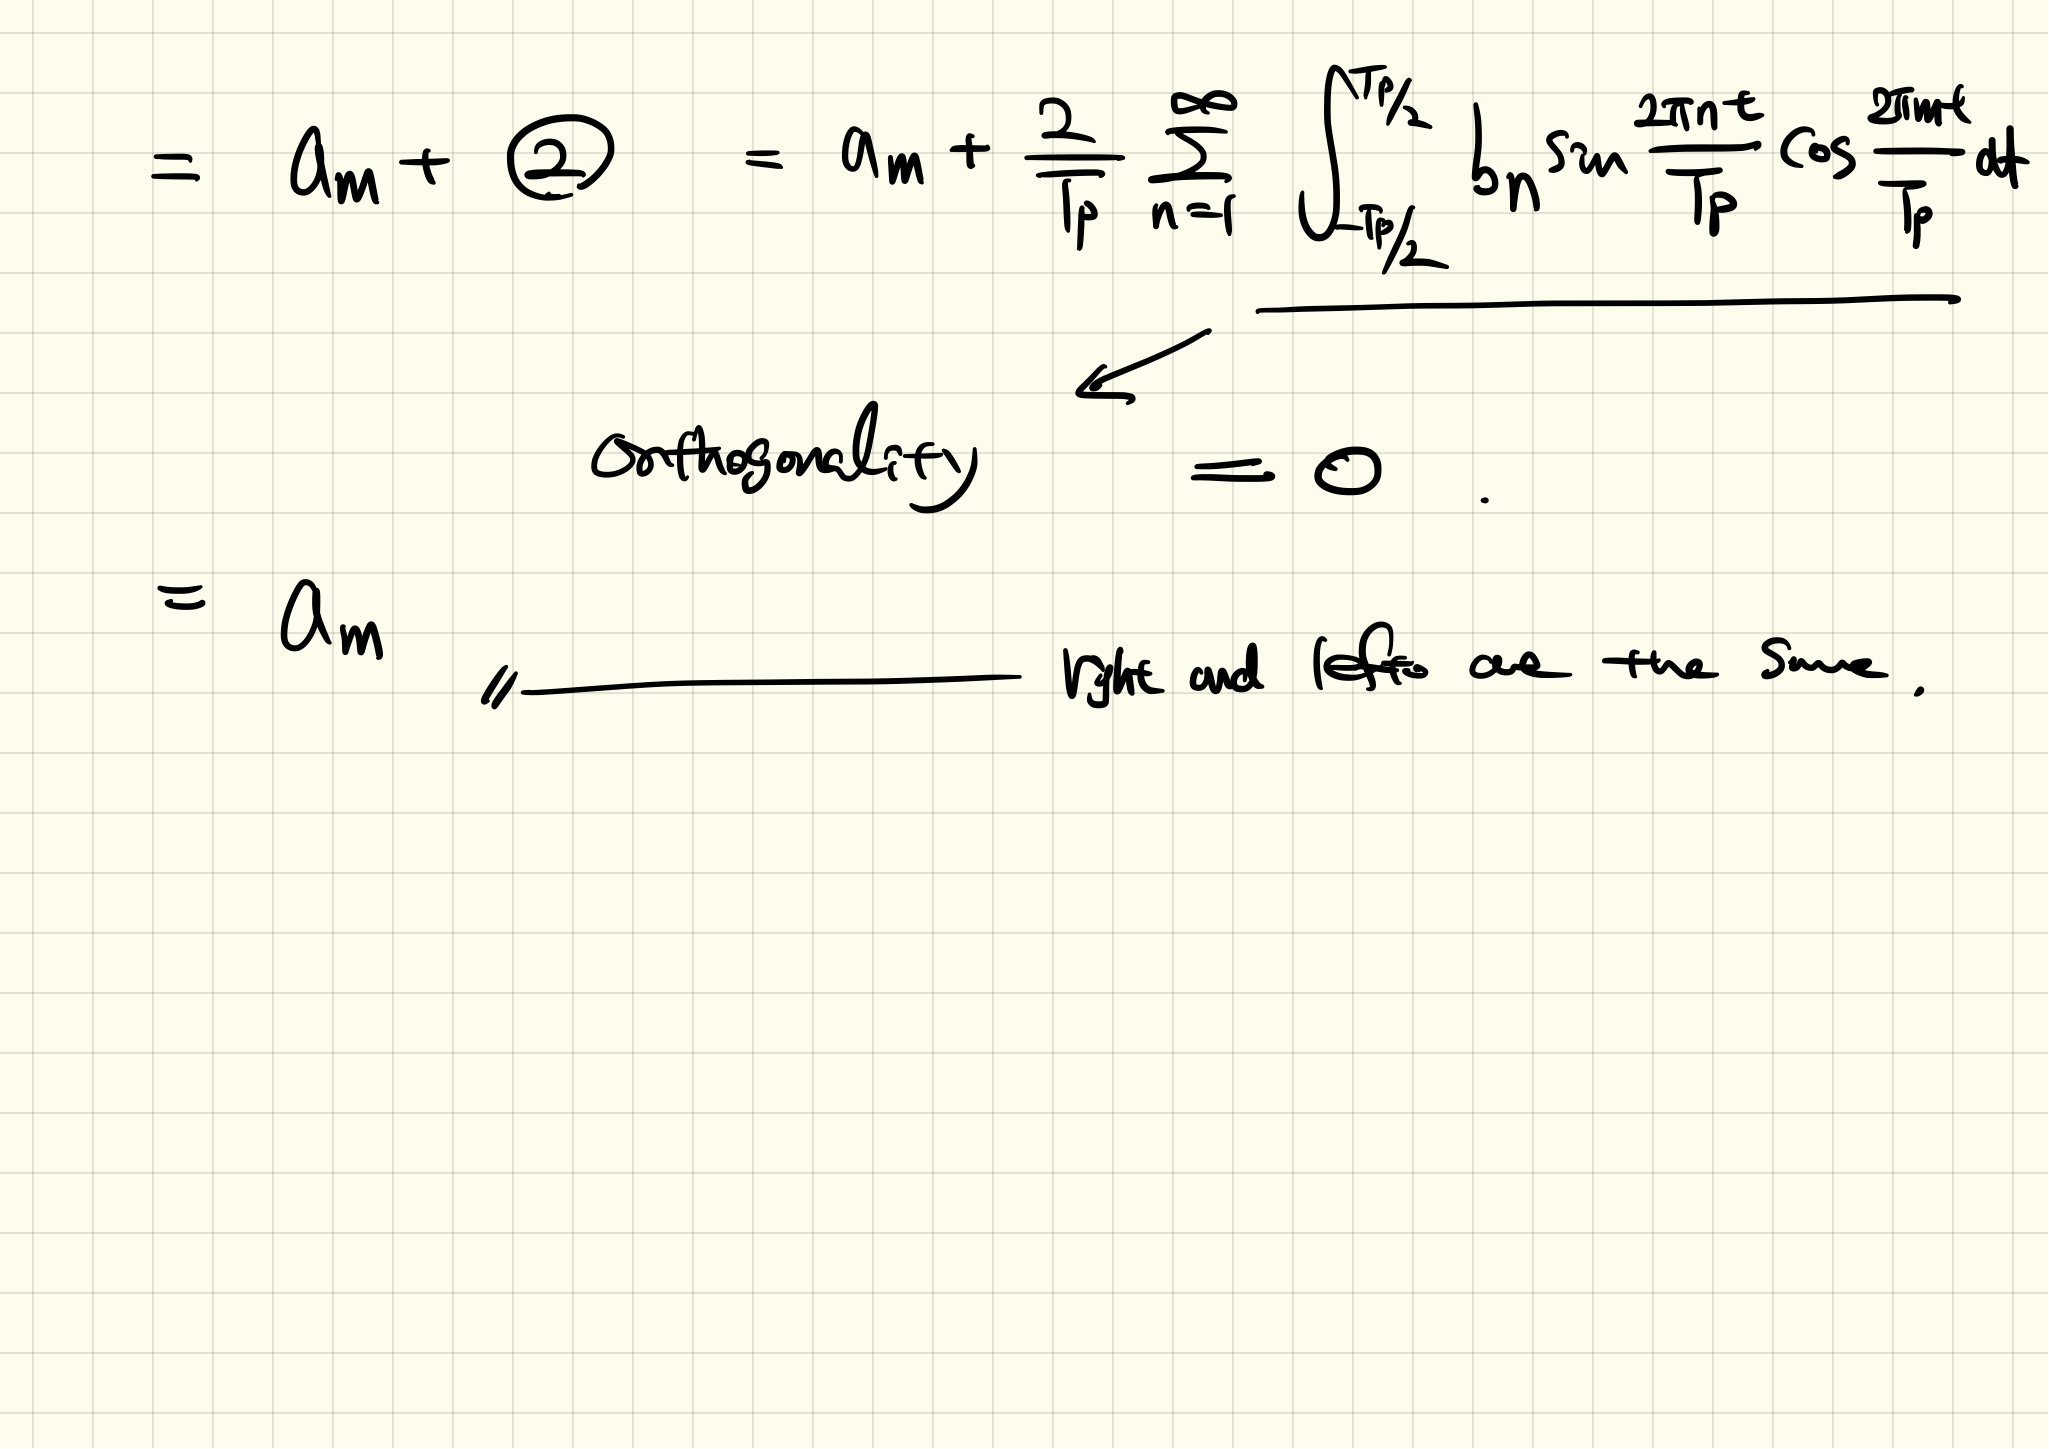 = aₘ + ② = aₘ + 2/Tp ∑_{n=1}^{∞} ∫_{-Tp/2}^{Tp/2} bₙ sin 2πnt/Tp cos 2πmt/Tp dt
orthogonality = 0 .
= aₘ
// right and lefts are the same .